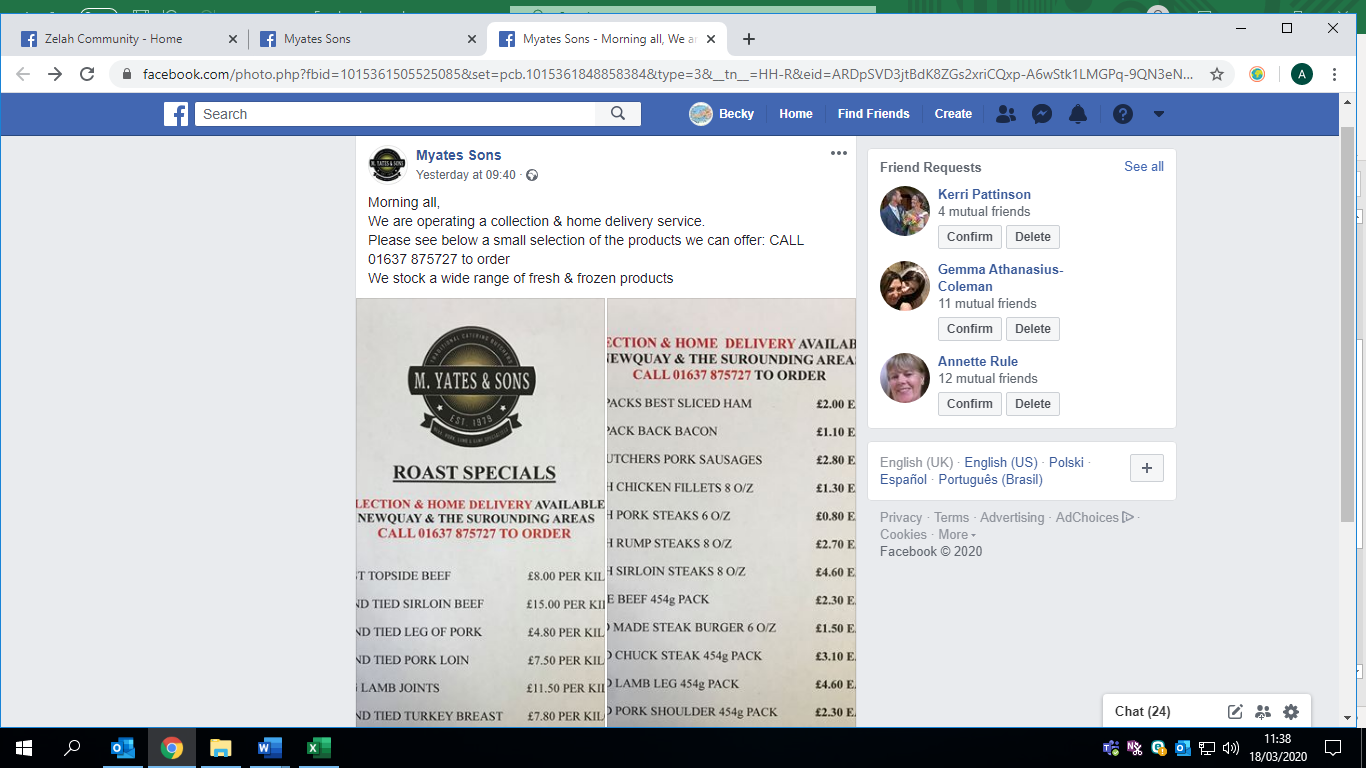 Zelah Community - Home
Myates Sons
Myates Sons - Morning all, We ar
facebook.com/photo.php?fbid=1015361505525085&set=pcb.1015361848858384&type=3&__tn__=HH-R&eid=ARDpSVD3jtBdK8ZGs2xriCQxp-A6wStk1LMGPq-9QN3eN...
A
Search
Becky
Home
Find Friends
Create
Myates Sons
Yesterday at 09:40 ·
Morning all,
We are operating a collection & home delivery service.
Please see below a small selection of the products we can offer: CALL
01637 875727 to order
We stock a wide range of fresh & frozen products
TRADITIONAL CATERING BUTCHERS
M. YATES & SONS
EST. 1979
ROAST SPECIALS
LECTION & HOME DELIVERY AVAILABLE
NEWQUAY & THE SUROUNDING AREAS
CALL 01637 875727 TO ORDER
T TOPSIDE BEEF £8.00 PER KIL
ND TIED SIRLOIN BEEF £15.00 PER KI
ND TIED LEG OF PORK £4.80 PER KIL
ND TIED PORK LOIN £7.50 PER KIL
LAMB JOINTS £11.50 PER KIL
ND TIED TURKEY BREAST £7.80 PER KIL
ECTION & HOME DELIVERY AVAILAB
NEWQUAY & THE SUROUNDING AREA
CALL 01637 875727 TO ORDER
PACKS BEST SLICED HAM £2.00 E
PACK BACK BACON £1.10 E
UTCHERS PORK SAUSAGES £2.80 E
H CHICKEN FILLETS 8 O/Z £1.30 E
H PORK STEAKS 6 O/Z £0.80 E
H RUMP STEAKS 8 O/Z £2.70 E
H SIRLOIN STEAKS 8 O/Z £4.60 E
E BEEF 454g PACK £2.30 E
D MADE STEAK BURGER 6 O/Z £1.50 E
D CHUCK STEAK 454g PACK £3.10 E
D LAMB LEG 454g PACK £4.60 E
D PORK SHOULDER 454g PACK £2.30 E
Friend Requests
See all
Kerri Pattinson
4 mutual friends
Confirm Delete
Gemma Athanasius-
Coleman
11 mutual friends
Confirm Delete
Annette Rule
12 mutual friends
Confirm Delete
English (UK) · English (US) · Polski ·
Español · Português (Brasil)
Privacy · Terms · Advertising · AdChoices ·
Cookies · More
Facebook © 2020
Chat (24)
11:38
18/03/2020